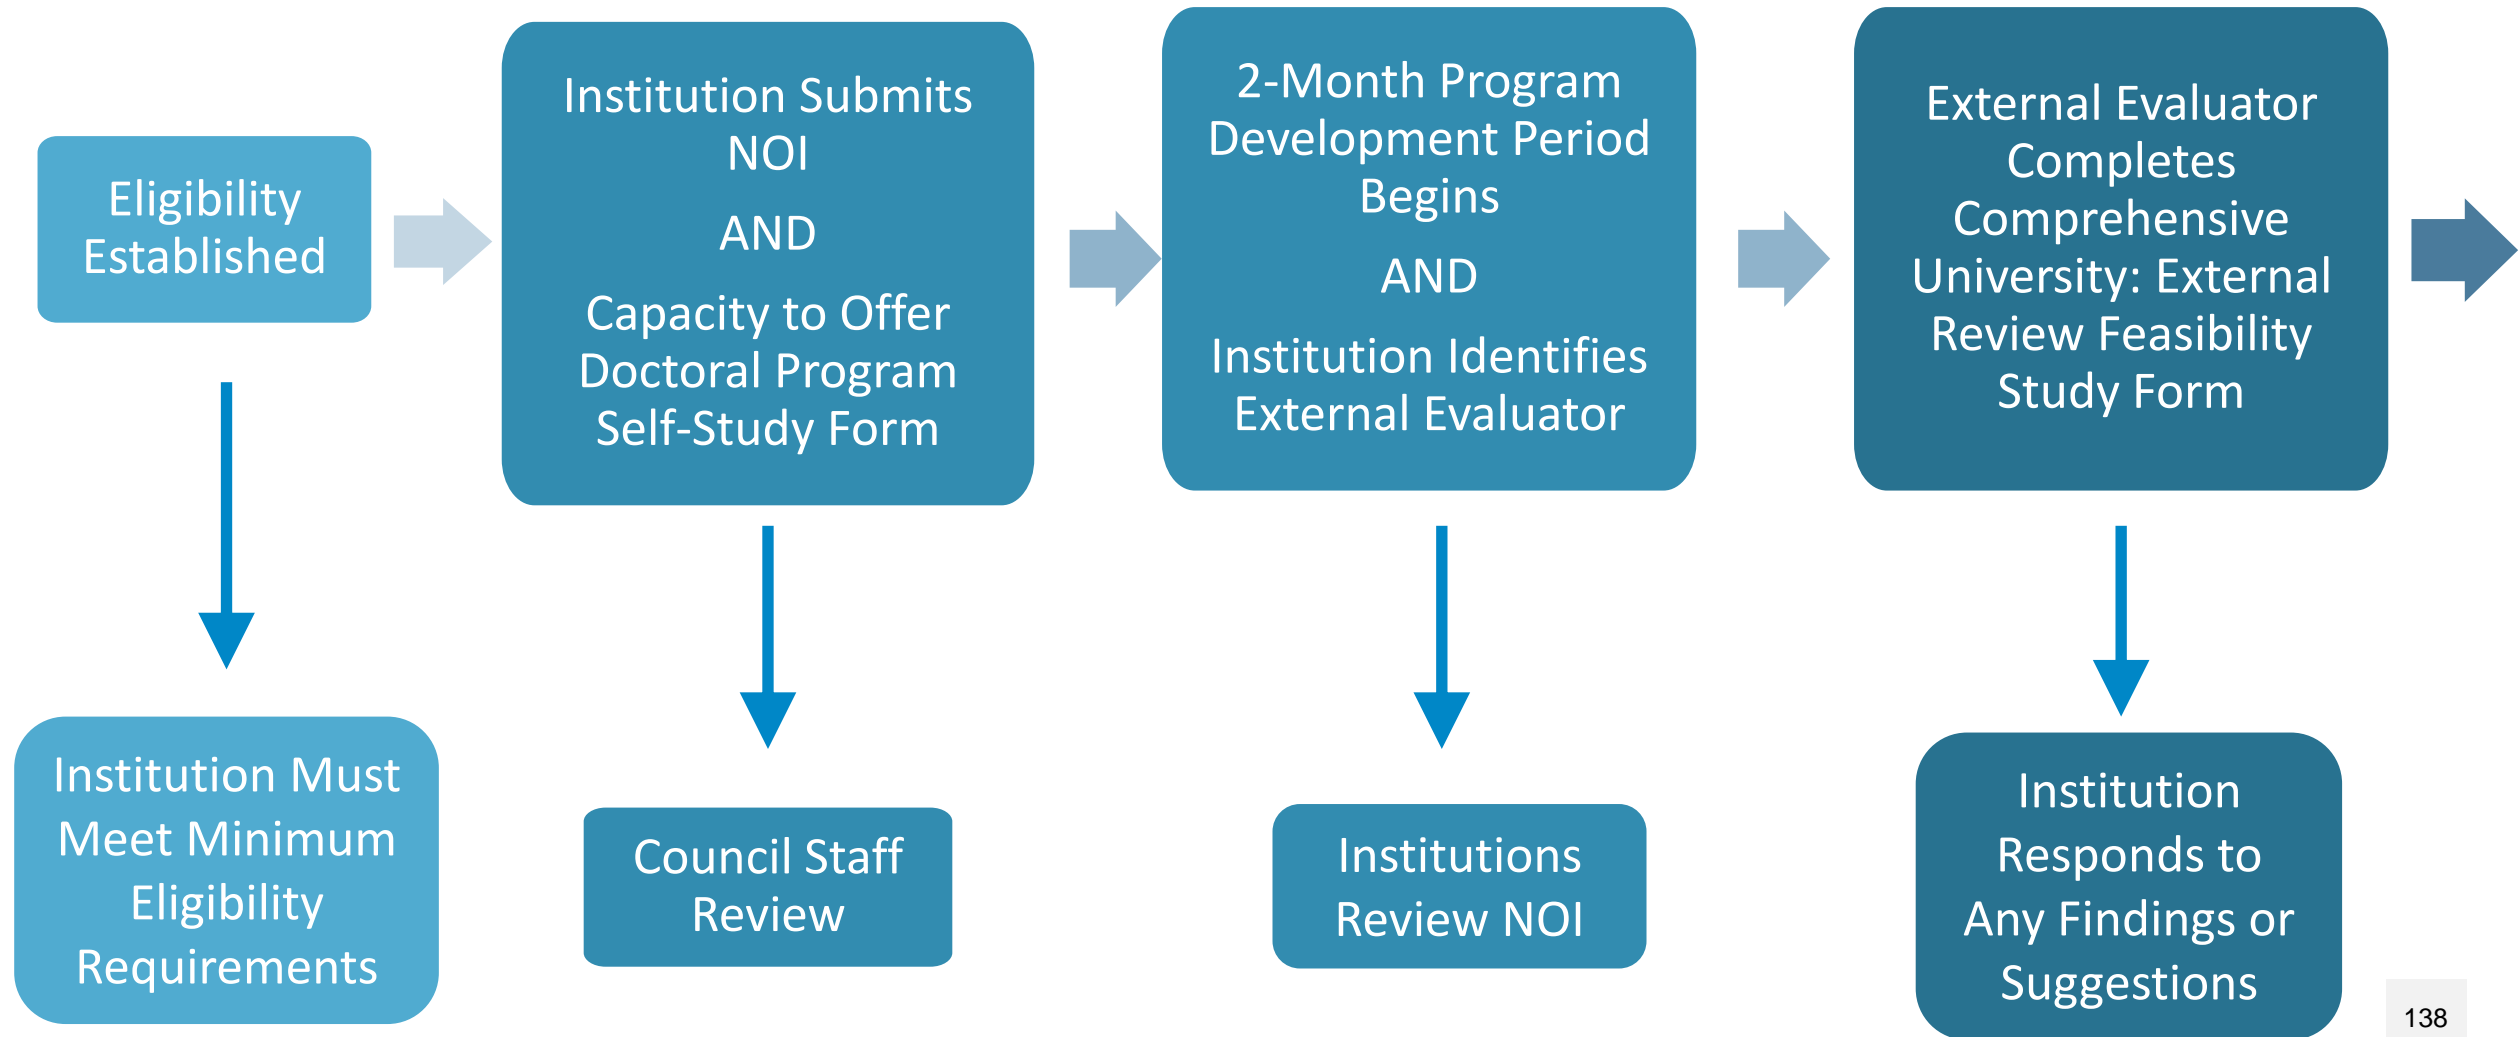 Eligibility
Established
Institution Submits
NOI
AND
Capacity to Offer
Doctoral Program
Self-Study Form
2-Month Program
Development Period
Begins
AND
Institution Identifies
External Evaluator
External Evaluator
Completes
Comprehensive
University: External
Review Feasibility
Study Form
Institution Must
Meet Minimum
Eligibility
Requirements
Council Staff
Review
Institutions
Review NOI
Institution
Responds to
Any Findings or
Suggestions
138